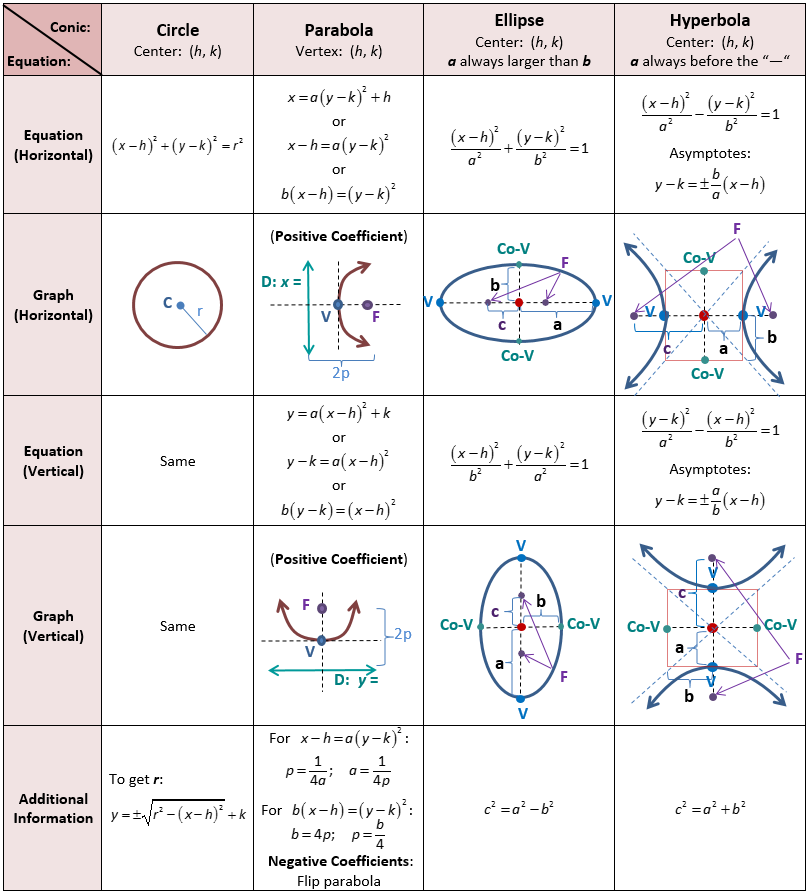 Conic:
Equation:
Circle
Center: (h, k)
Parabola
Vertex: (h, k)
Ellipse
Center: (h, k)
a always larger than b
Hyperbola
Center: (h, k)
a always before the “—“
Equation
(Horizontal)
(x−h)²+(y−k)²=r²
x=a(y−k)²+h
or
x−h=a(y−k)²
or
b(x−h)=(y−k)²
(x−h)²/a²+(y−k)²/b²=1
(x−h)²/a²−(y−k)²/b²=1
Asymptotes:
y−k=±b/a(x−h)
Graph
(Horizontal)
C
r
(Positive Coefficient)
D: x =
V
F
2p
Co-V
F
b
V
V
c
a
Co-V
F
Co-V
V
V
c
a
b
Co-V
Equation
(Vertical)
Same
y=a(x−h)²+k
or
y−k=a(x−h)²
or
b(y−k)=(x−h)²
(x−h)²/b²+(y−k)²/a²=1
(y−k)²/a²−(x−h)²/b²=1
Asymptotes:
y−k=±a/b(x−h)
Graph
(Vertical)
Same
(Positive Coefficient)
F
V
2p
D: y =
V
c
b
Co-V
Co-V
a
F
V
V
c
Co-V
Co-V
a
F
V
b
Additional
Information
To get r:
y=±√(r²−(x−h)²)+k
For x−h=a(y−k)²:
p=1/4a; a=1/4p
For b(x−h)=(y−k)²:
b=4p; p=b/4
Negative Coefficients:
Flip parabola
c²=a²−b²
c²=a²+b²